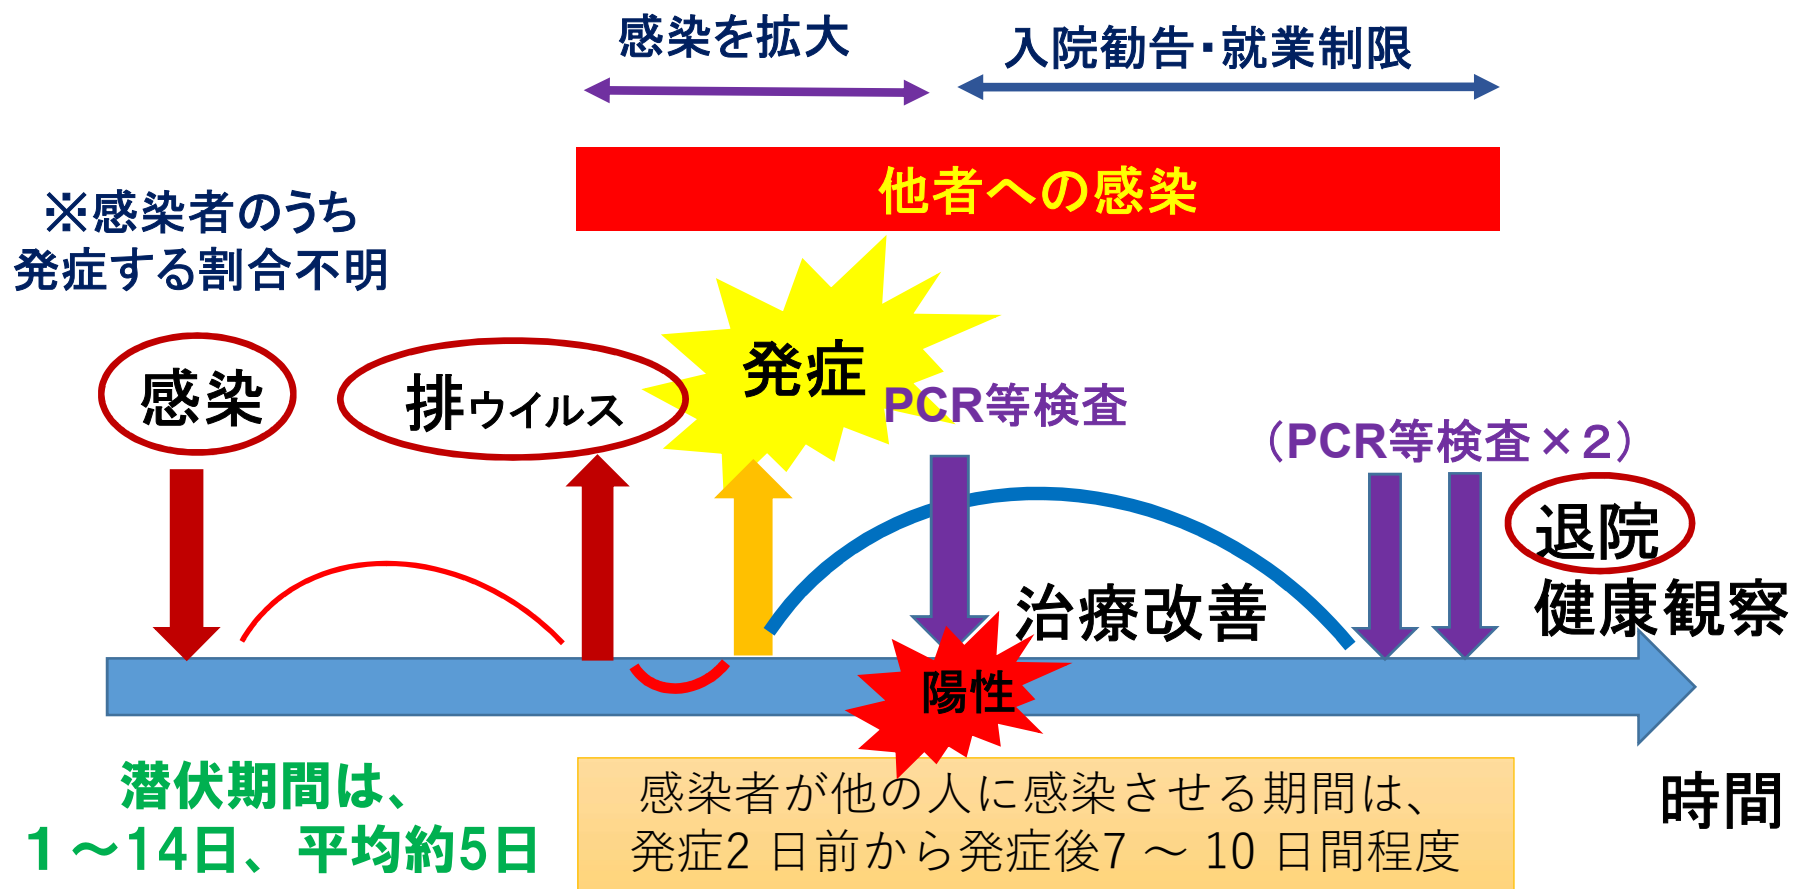 感染を拡大
入院勧告・就業制限
他者への感染
※感染者のうち
発症する割合不明
感染
排ウイルス
発症
PCR等検査
（PCR等検査×２）
退院
健康観察
治療改善
陽性
潜伏期間は、
１～14日、平均約5日
感染者が他の人に感染させる期間は、
発症2 日前から発症後7 ～ 10 日間程度
時間